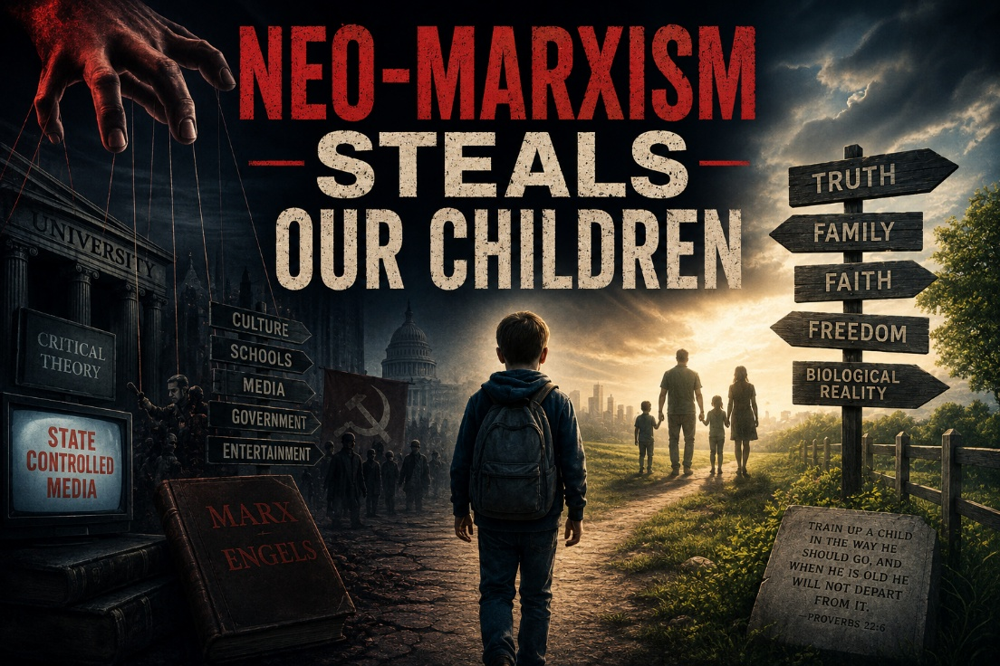 NEO-MARXISM
STEALS
OUR CHILDREN
UNIVERSITY
CRITICAL
THEORY
STATE
CONTROLLED
MEDIA
CULTURE
SCHOOLS
MEDIA
GOVERNMENT
ENTERTAINMENT
MARX
ENGELS
TRUTH
FAMILY
FAITH
FREEDOM
BIOLOGICAL
REALITY
TRAIN UP A CHILD
IN THE WAY HE
SHOULD GO, AND
WHEN HE IS OLD HE
WILL NOT DEPART
FROM IT.
—PROVERBS 22:6